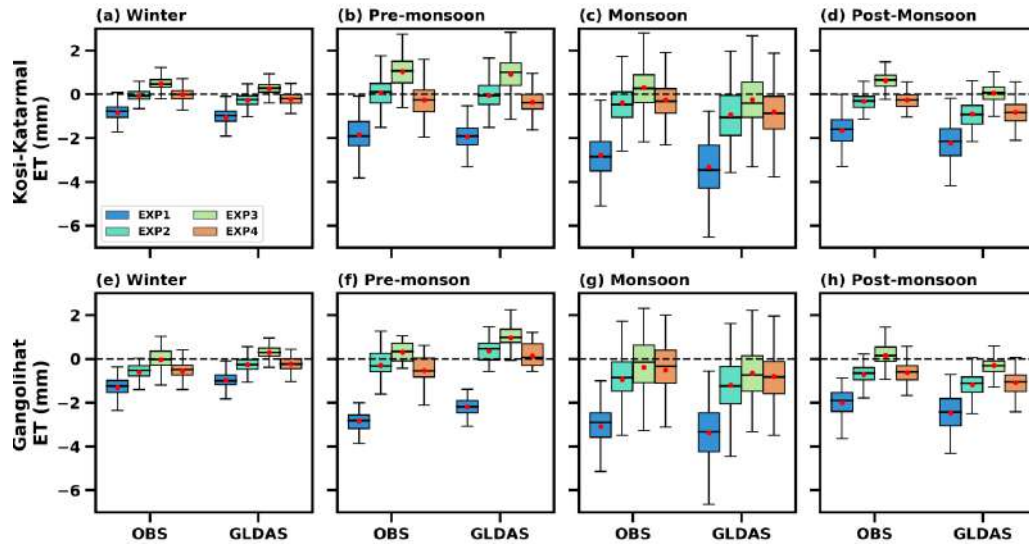 (a) Winter
(b) Pre-monsoon
(c) Monsoon
(d) Post-Monsoon
Kosi-Katarmal
ET (mm)
2
0
−2
−4
−6
EXP1
EXP3
EXP2
EXP4
(e) Winter
(f) Pre-monson
(g) Monsoon
(h) Post-monsoon
Gangolihat
ET (mm)
2
0
−2
−4
−6
OBS
GLDAS
OBS
GLDAS
OBS
GLDAS
OBS
GLDAS